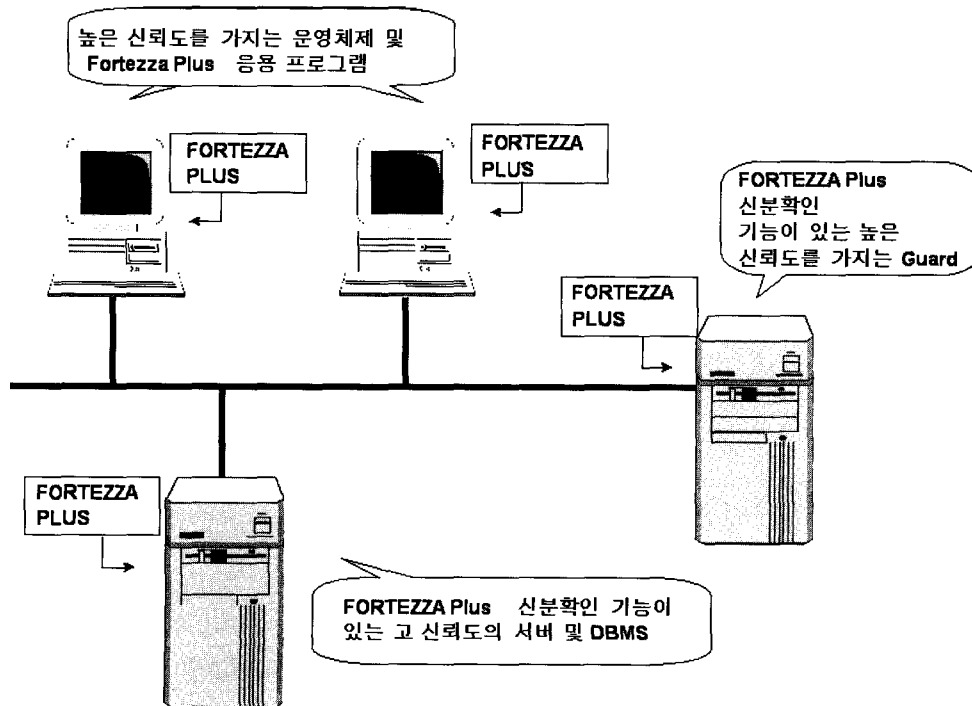 높은 신뢰도를 가지는 운영체제 및
Fortezza Plus 응용 프로그램
FORTEZZA
PLUS
FORTEZZA
PLUS
FORTEZZA Plus
신분확인
기능이 있는 높은
신뢰도를 가지는 Guard
FORTEZZA
PLUS
FORTEZZA
PLUS
FORTEZZA Plus 신분확인 기능이
있는 고 신뢰도의 서버 및 DBMS